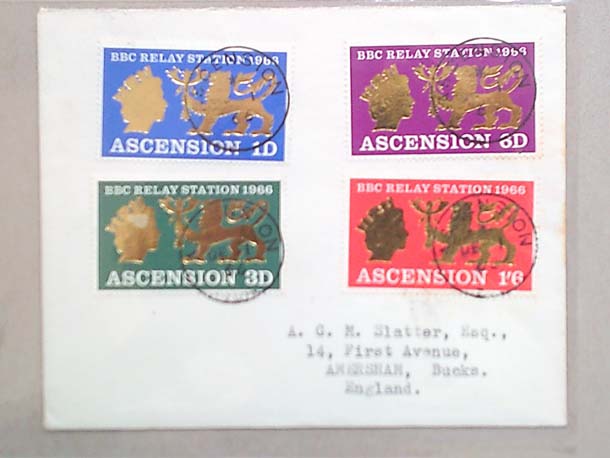 BBC RELAY STATION 1966
ASCENSION 1D
BBC RELAY STATION 1966
ASCENSION 6D
BBC RELAY STATION 1966
ASCENSION 3D
BBC RELAY STATION 1966
ASCENSION 1'6
ASCENSION
A. G. M. Slatter, Esq.,
14, First Avenue,
AMERSHAM, Bucks.
England.